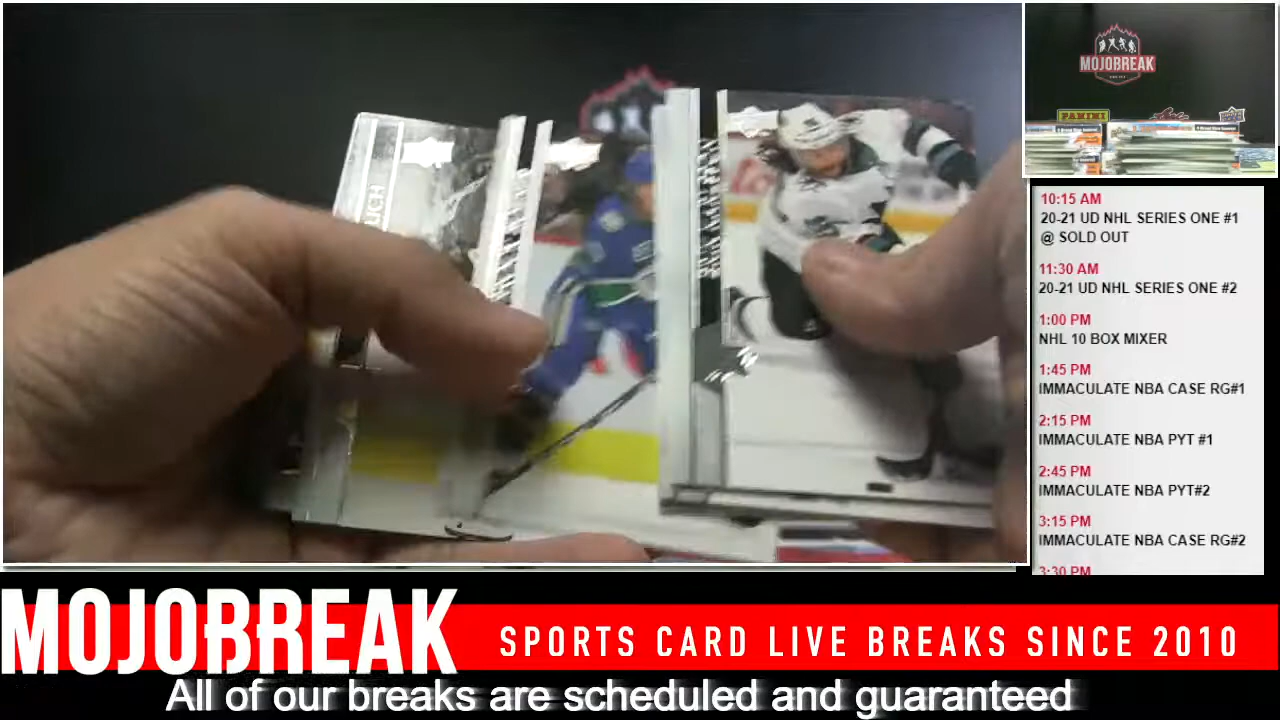 LICH
MOJOBREAK
PANINI
10:15 AM
20-21 UD NHL SERIES ONE #1
@ SOLD OUT
11:30 AM
20-21 UD NHL SERIES ONE #2
1:00 PM
NHL 10 BOX MIXER
1:45 PM
IMMACULATE NBA CASE RG#1
2:15 PM
IMMACULATE NBA PYT #1
2:45 PM
IMMACULATE NBA PYT#2
3:15 PM
IMMACULATE NBA CASE RG#2
3:30 PM
MOJOBREAK
SPORTS CARD LIVE BREAKS SINCE 2010
All of our breaks are scheduled and guaranteed